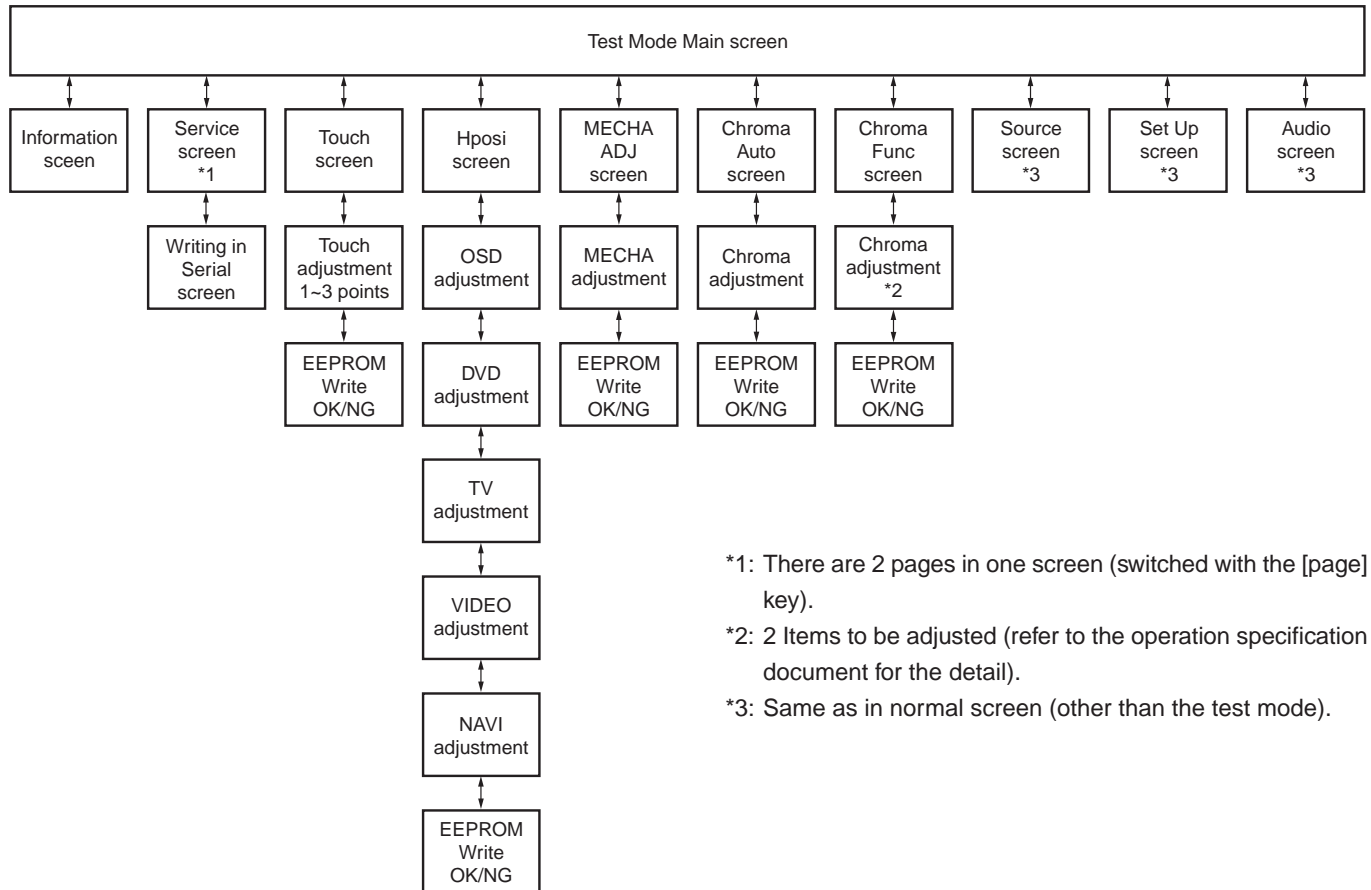 Test Mode Main screen
Information
sceen
Service
screen
*1
Touch
screen
Hposi
screen
MECHA
ADJ
screen
Chroma
Auto
screen
Chroma
Func
screen
Source
screen
*3
Set Up
screen
*3
Audio
screen
*3
Writing in
Serial
screen
Touch
adjustment
1~3 points
OSD
adjustment
MECHA
adjustment
Chroma
adjustment
Chroma
adjustment
*2
EEPROM
Write
OK/NG
DVD
adjustment
EEPROM
Write
OK/NG
EEPROM
Write
OK/NG
EEPROM
Write
OK/NG
TV
adjustment
VIDEO
adjustment
NAVI
adjustment
EEPROM
Write
OK/NG
*1: There are 2 pages in one screen (switched with the [page]
key).
*2: 2 Items to be adjusted (refer to the operation specification
document for the detail).
*3: Same as in normal screen (other than the test mode).